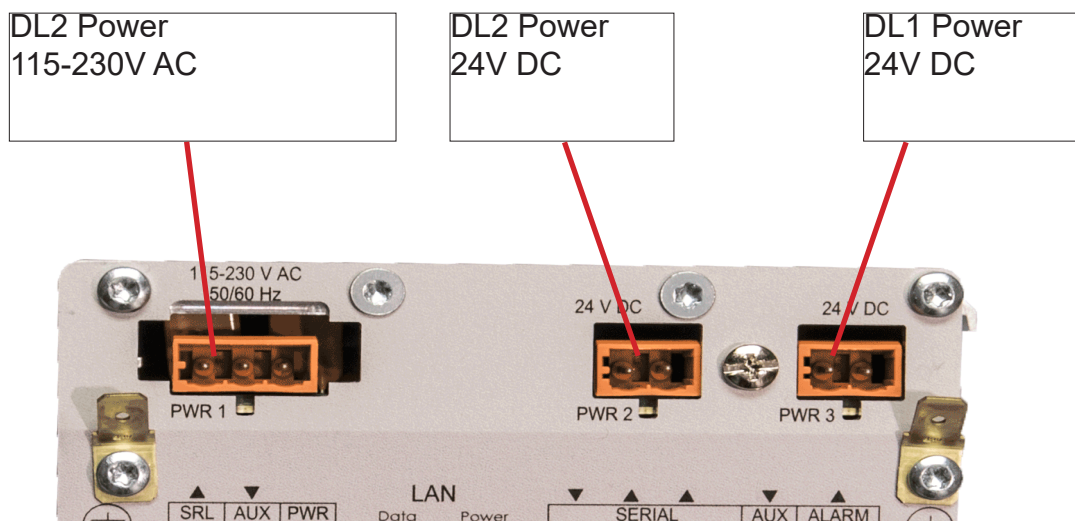 DL2 Power
115-230V AC
DL2 Power
24V DC
DL1 Power
24V DC
115-230 V AC
50/60 Hz
24 V DC
24 V DC
PWR 1
PWR 2
PWR 3
LAN
SRL AUX PWR
Data Power
SERIAL
AUX ALARM